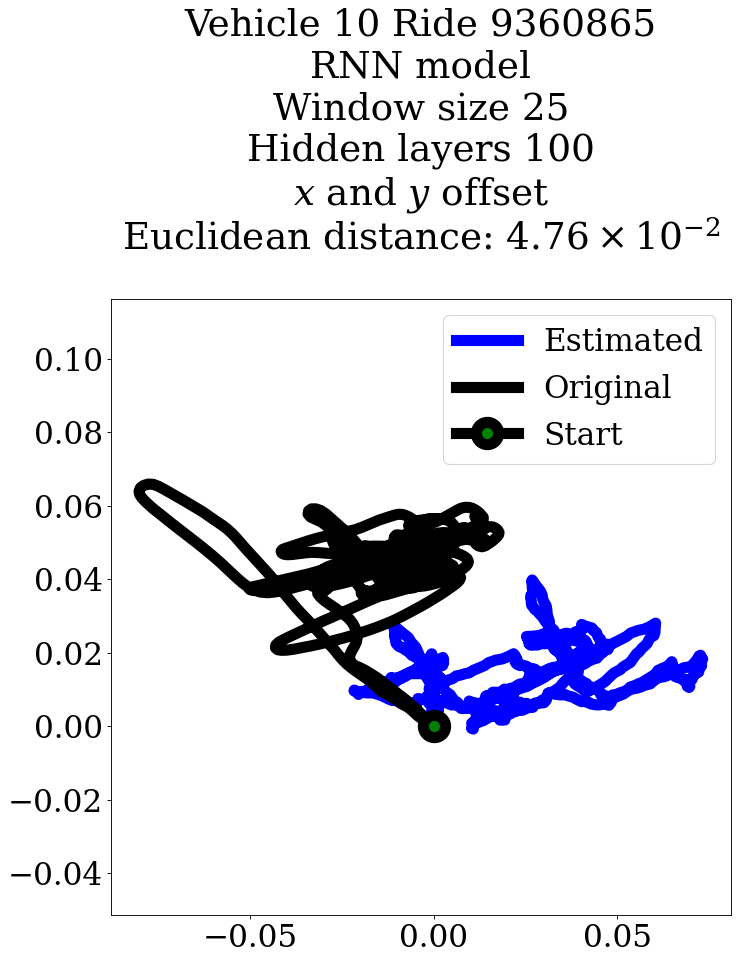 Vehicle 10 Ride 9360865
RNN model
Window size 25
Hidden layers 100
x and y offset
Euclidean distance: 4.76 × 10⁻²
Estimated
Original
Start
0.10
0.08
0.06
0.04
0.02
0.00
−0.02
−0.04
−0.05 0.00 0.05